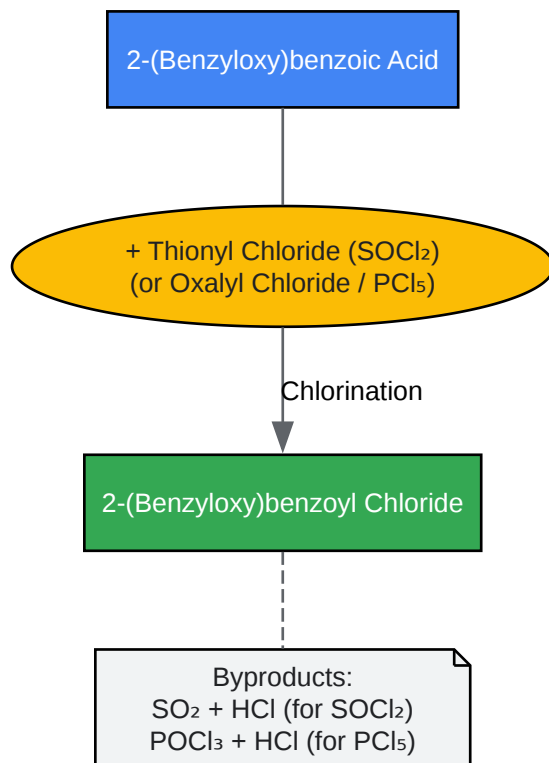 2-(Benzyloxy)benzoic Acid
+ Thionyl Chloride (SOCl₂)
(or Oxalyl Chloride / PCl₅)
Chlorination
2-(Benzyloxy)benzoyl Chloride
Byproducts:
SO₂ + HCl (for SOCl₂)
POCl₃ + HCl (for PCl₅)